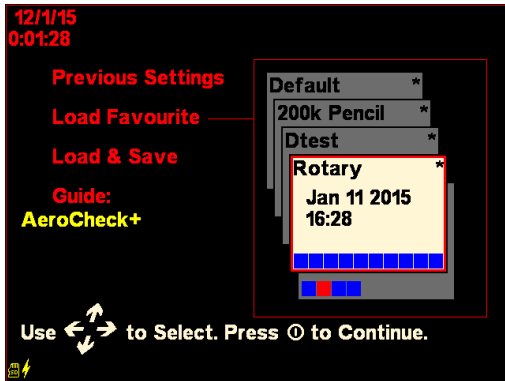 12/1/15
0:01:28
Previous Settings
Load Favourite
Load & Save
Guide:
AeroCheck+
Default *
200k Pencil *
Dtest *
Rotary *
Jan 11 2015
16:28
Use to Select. Press to Continue.